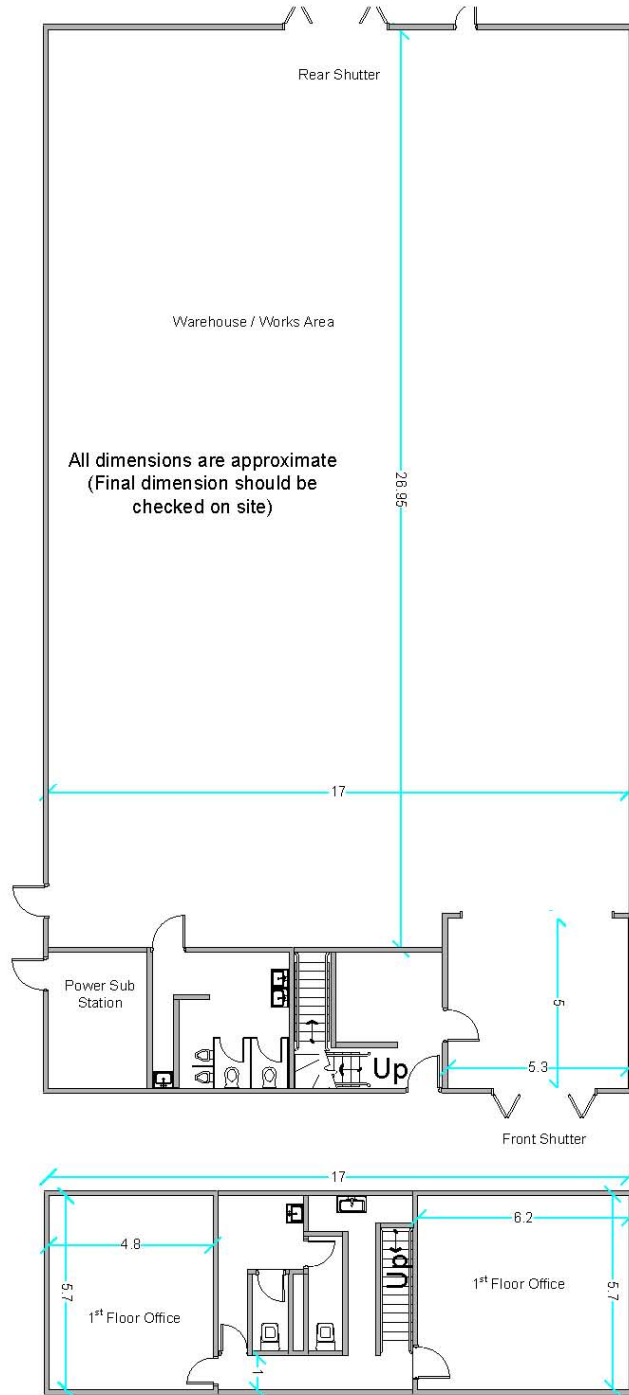 Rear Shutter
Warehouse / Works Area
All dimensions are approximate
(Final dimension should be
checked on site)
26.95
17
Power Sub
Station
Up
5
5.3
Front Shutter
17
4.8
6.2
5.7
Up
5.7
1st Floor Office
1st Floor Office
1